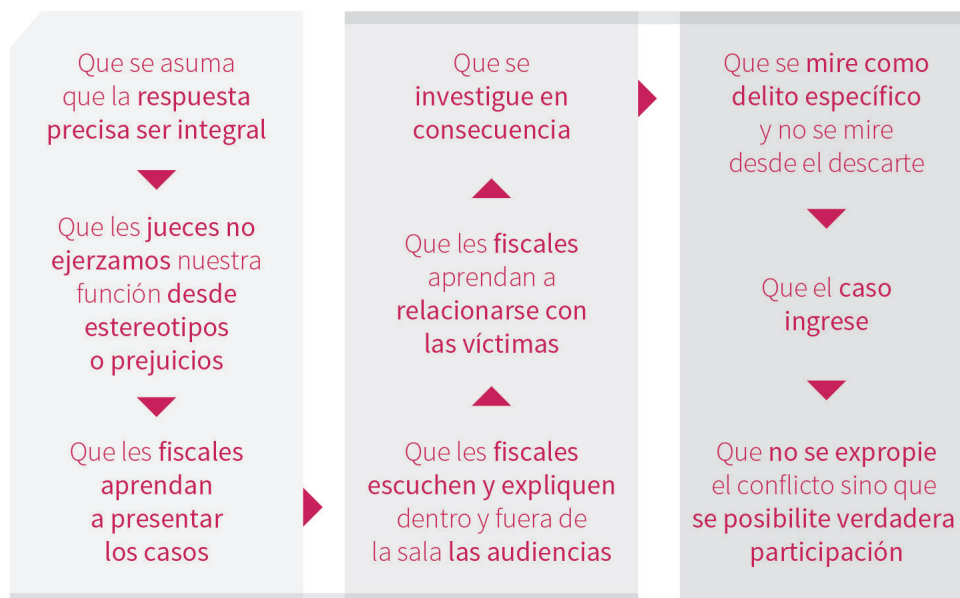 Que se asuma
que la respuesta
precisa ser integral
Que les jueces no
ejerzamos nuestra
función desde
estereotipos
o prejuicios
Que les fiscales
aprendan
a presentar
los casos
Que les fiscales
escuchen y expliquen
dentro y fuera de
la sala las audiencias
Que les fiscales
aprendan a
relacionarse con
las víctimas
Que se
investigue en
consecuencia
Que se mire como
delito específico
y no se mire
desde el descarte
Que el caso
ingrese
Que no se expropie
el conflicto sino que
se posibilite verdadera
participación